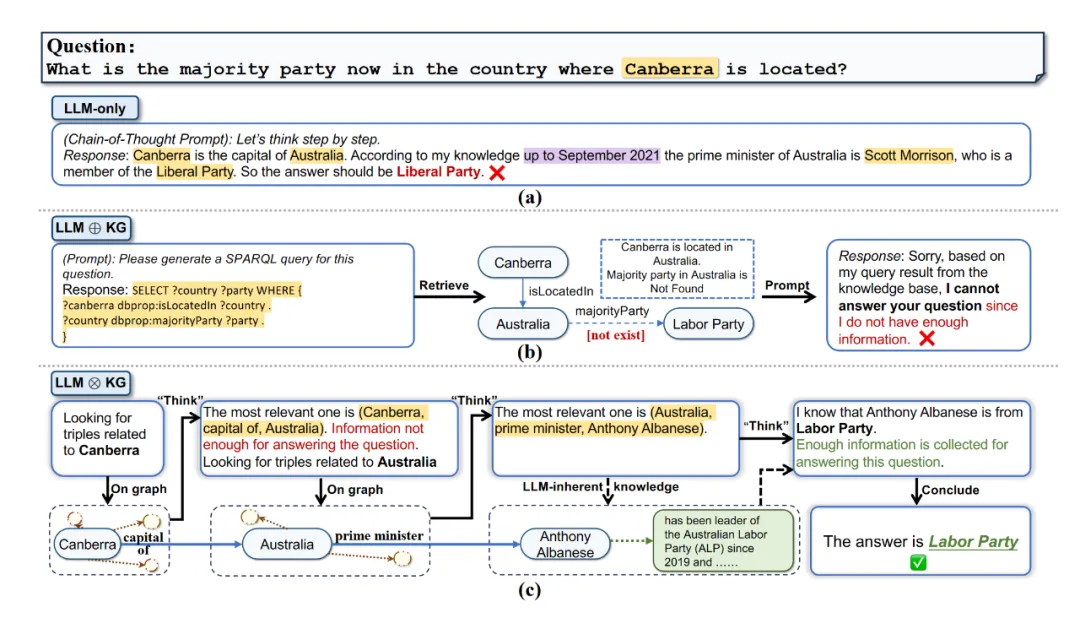 Question:
What is the majority party now in the country where Canberra is located?
LLM-only
(Chain-of-Thought Prompt): Let's think step by step.
Response: Canberra is the capital of Australia. According to my knowledge up to September 2021 the prime minister of Australia is Scott Morrison, who is a
member of the Liberal Party. So the answer should be Liberal Party. ❌
(a)
LLM ⊕ KG
(Prompt): Please generate a SPARQL query for this
question.
Response: SELECT ?country ?party WHERE {
?canberra dbprop:isLocatedIn ?country .
?country dbprop:majorityParty ?party .
}
Retrieve
Canberra
isLocatedIn
Australia
majorityParty
[not exist]
Labor Party
Canberra is located in
Australia.
Majority party in Australia is
Not Found
Prompt
Response: Sorry, based on
my query result from the
knowledge base, I cannot
answer your question since
I do not have enough
information. ❌
(b)
LLM ⊗ KG
Looking for
triples related
to Canberra
"Think"
The most relevant one is (Canberra,
capital of, Australia). Information not
enough for answering the question.
Looking for triples related to Australia
"Think"
The most relevant one is (Australia,
prime minister, Anthony Albanese).
"Think"
I know that Anthony Albanese is from
Labor Party.
Enough information is collected for
answering this question.
On graph
On graph
LLM-inherent knowledge
Conclude
Canberra
capital
of
Australia
prime minister
Anthony
Albanese
has been leader of
the Australian Labor
Party (ALP) since
2019 and ……
The answer is Labor Party
✅
(c)